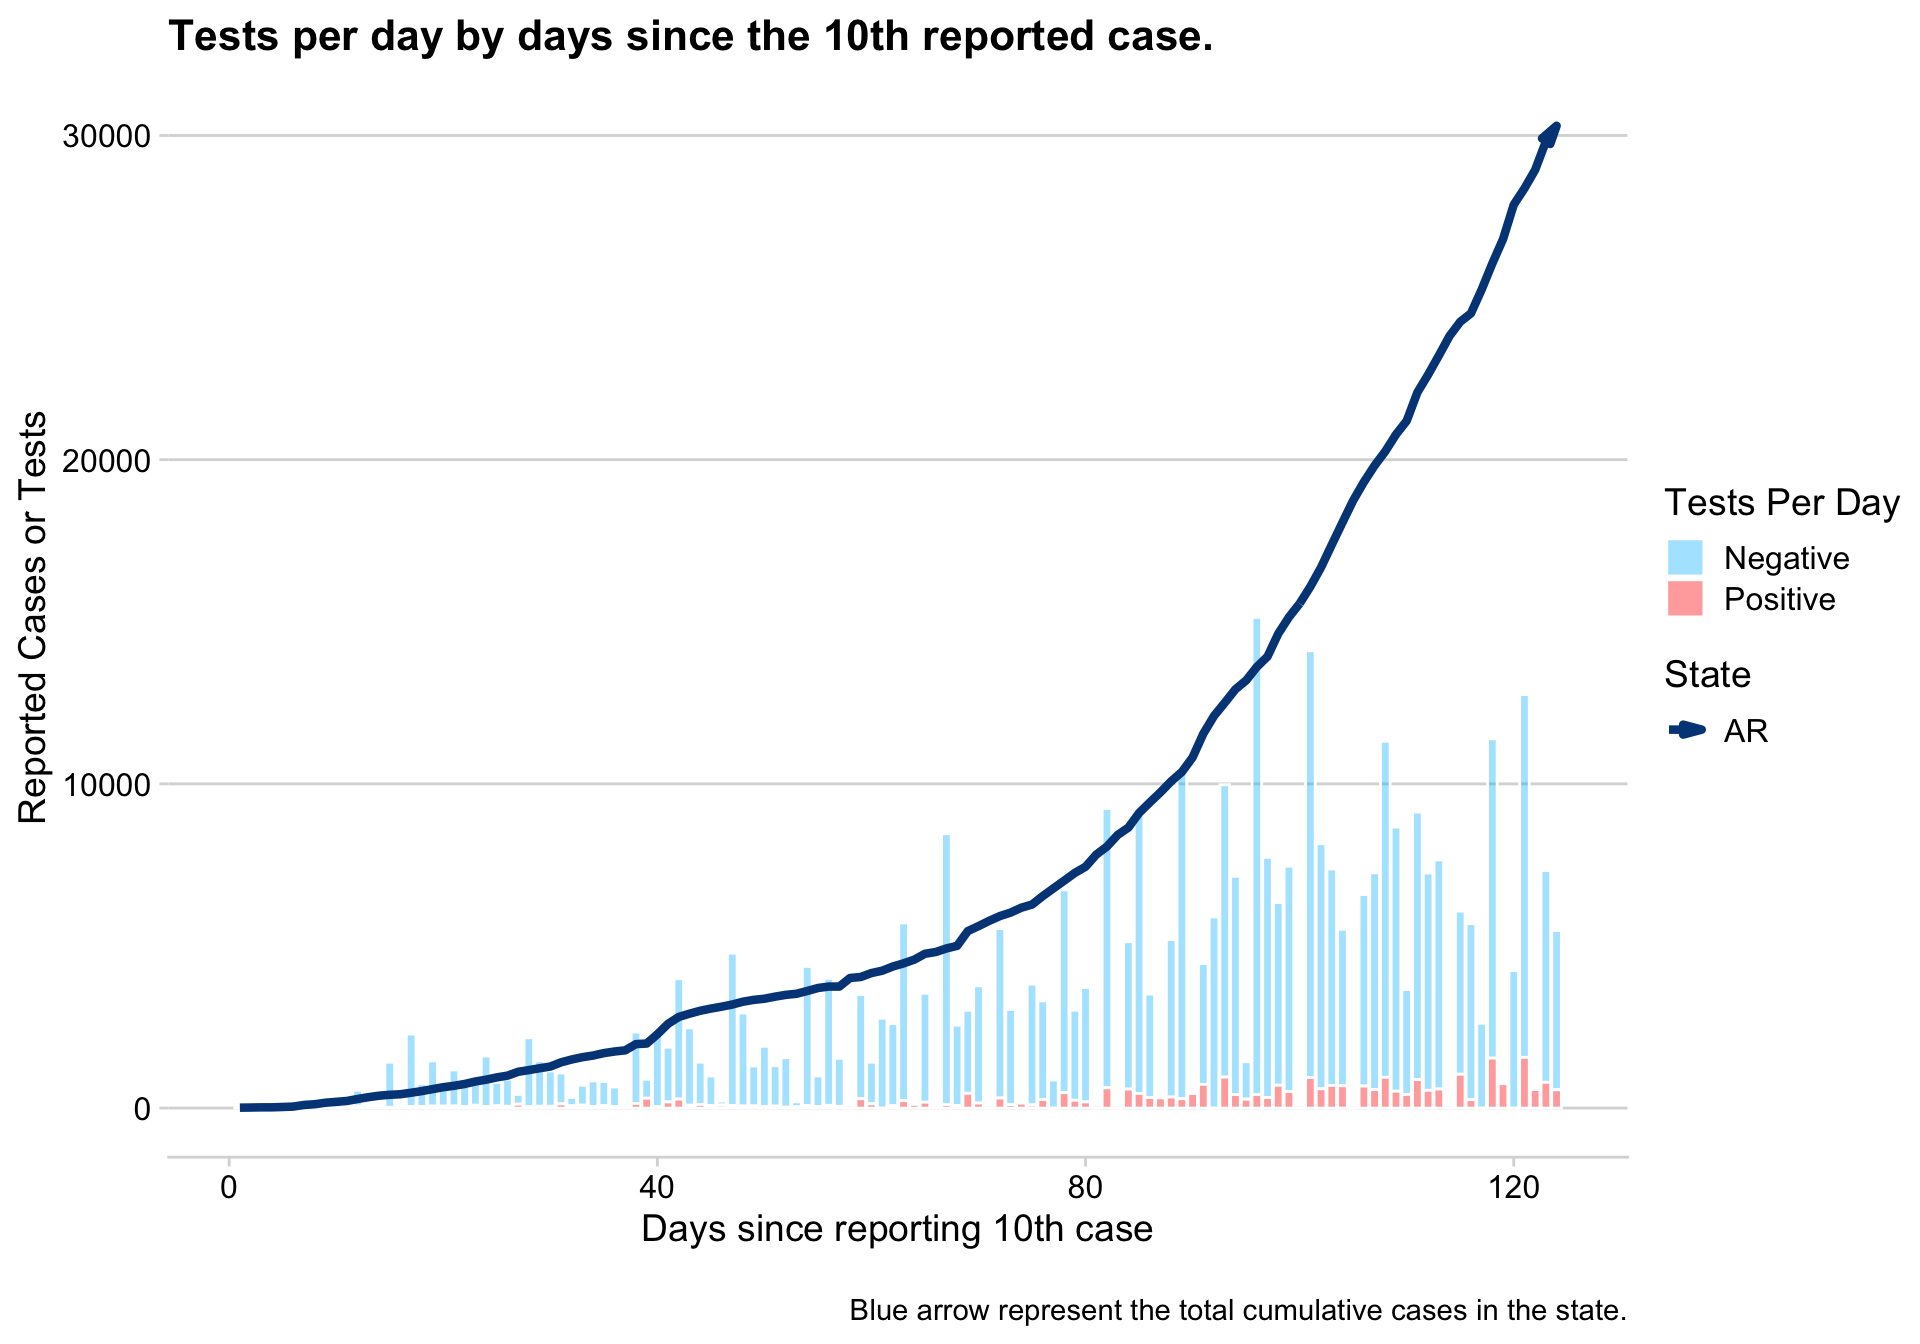 Tests per day by days since the 10th reported case.
30000
20000
10000
0
Reported Cases or Tests
0 40 80 120
Days since reporting 10th case
Tests Per Day
Negative
Positive
State
AR
Blue arrow represent the total cumulative cases in the state.